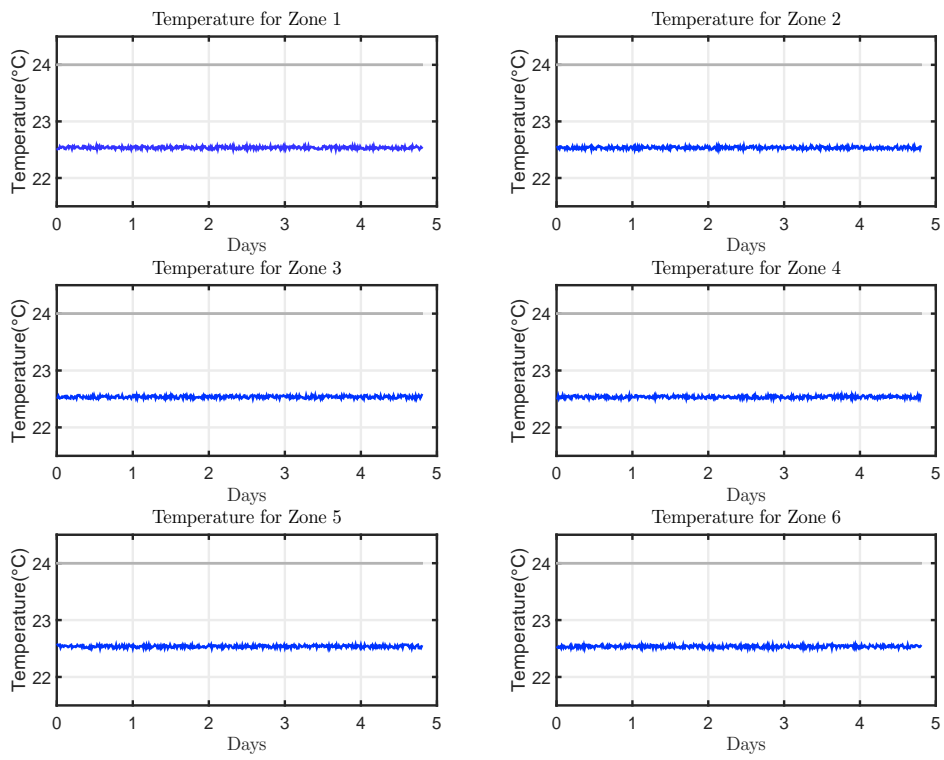 Temperature for Zone 1
Temperature(°C)
24
23
22
0 1 2 3 4 5
Days
Temperature for Zone 2
Temperature(°C)
24
23
22
0 1 2 3 4 5
Days
Temperature for Zone 3
Temperature(°C)
24
23
22
0 1 2 3 4 5
Days
Temperature for Zone 4
Temperature(°C)
24
23
22
0 1 2 3 4 5
Days
Temperature for Zone 5
Temperature(°C)
24
23
22
0 1 2 3 4 5
Days
Temperature for Zone 6
Temperature(°C)
24
23
22
0 1 2 3 4 5
Days